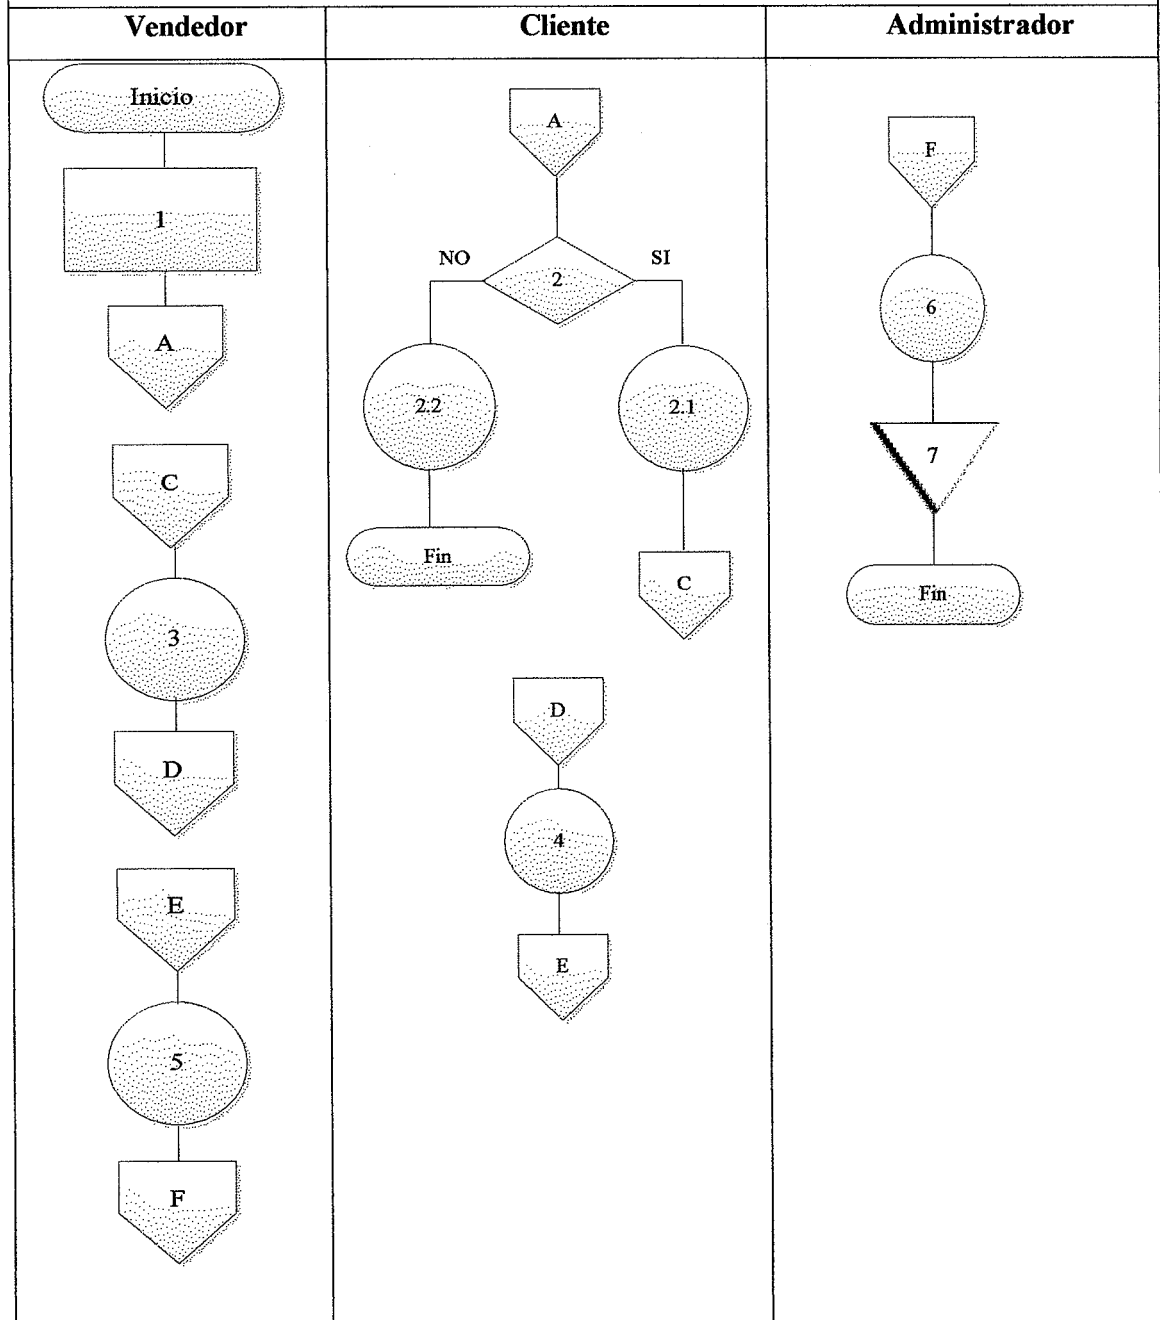 Vendedor
Cliente
Administrador
Inicio
1
A
C
3
D
E
5
F
A
NO
SI
2
2.2
2.1
Fin
C
D
4
E
F
6
7
Fin